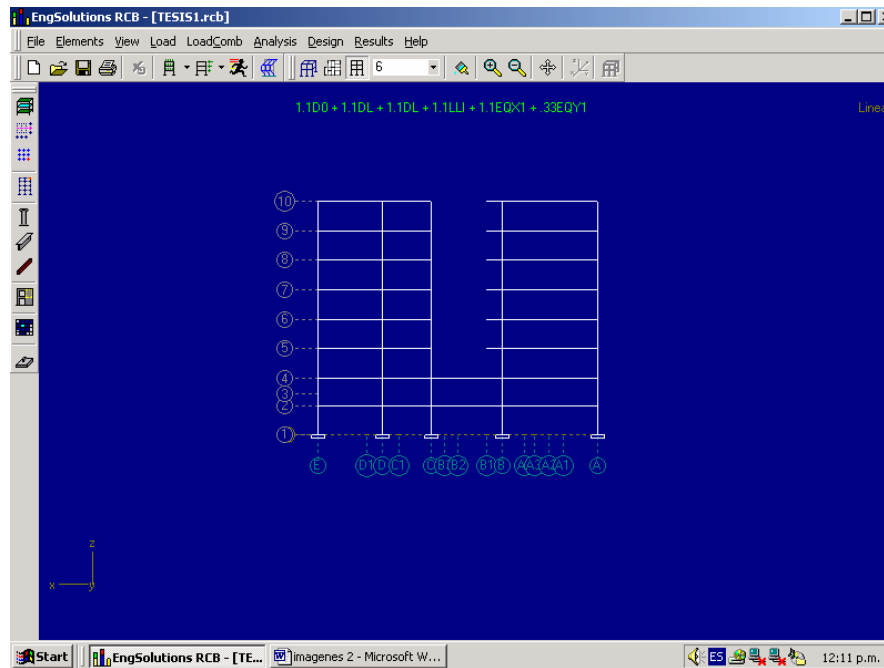 EngSolutions RCB - [TESIS1.rcb]
File Elements View Load LoadComb Analysis Design Results Help
6
1.1D0 + 1.1DL + 1.1DL + 1.1LLI + 1.1EQX1 + .33EQY1
Linea
10
9
8
7
6
5
4
3
2
1
E D1 D C1 C B2 B1 B A3 A2 A1 A
z
x
y
Start
EngSolutions RCB - [TE...
imagenes 2 - Microsoft W...
ES
12:11 p.m.